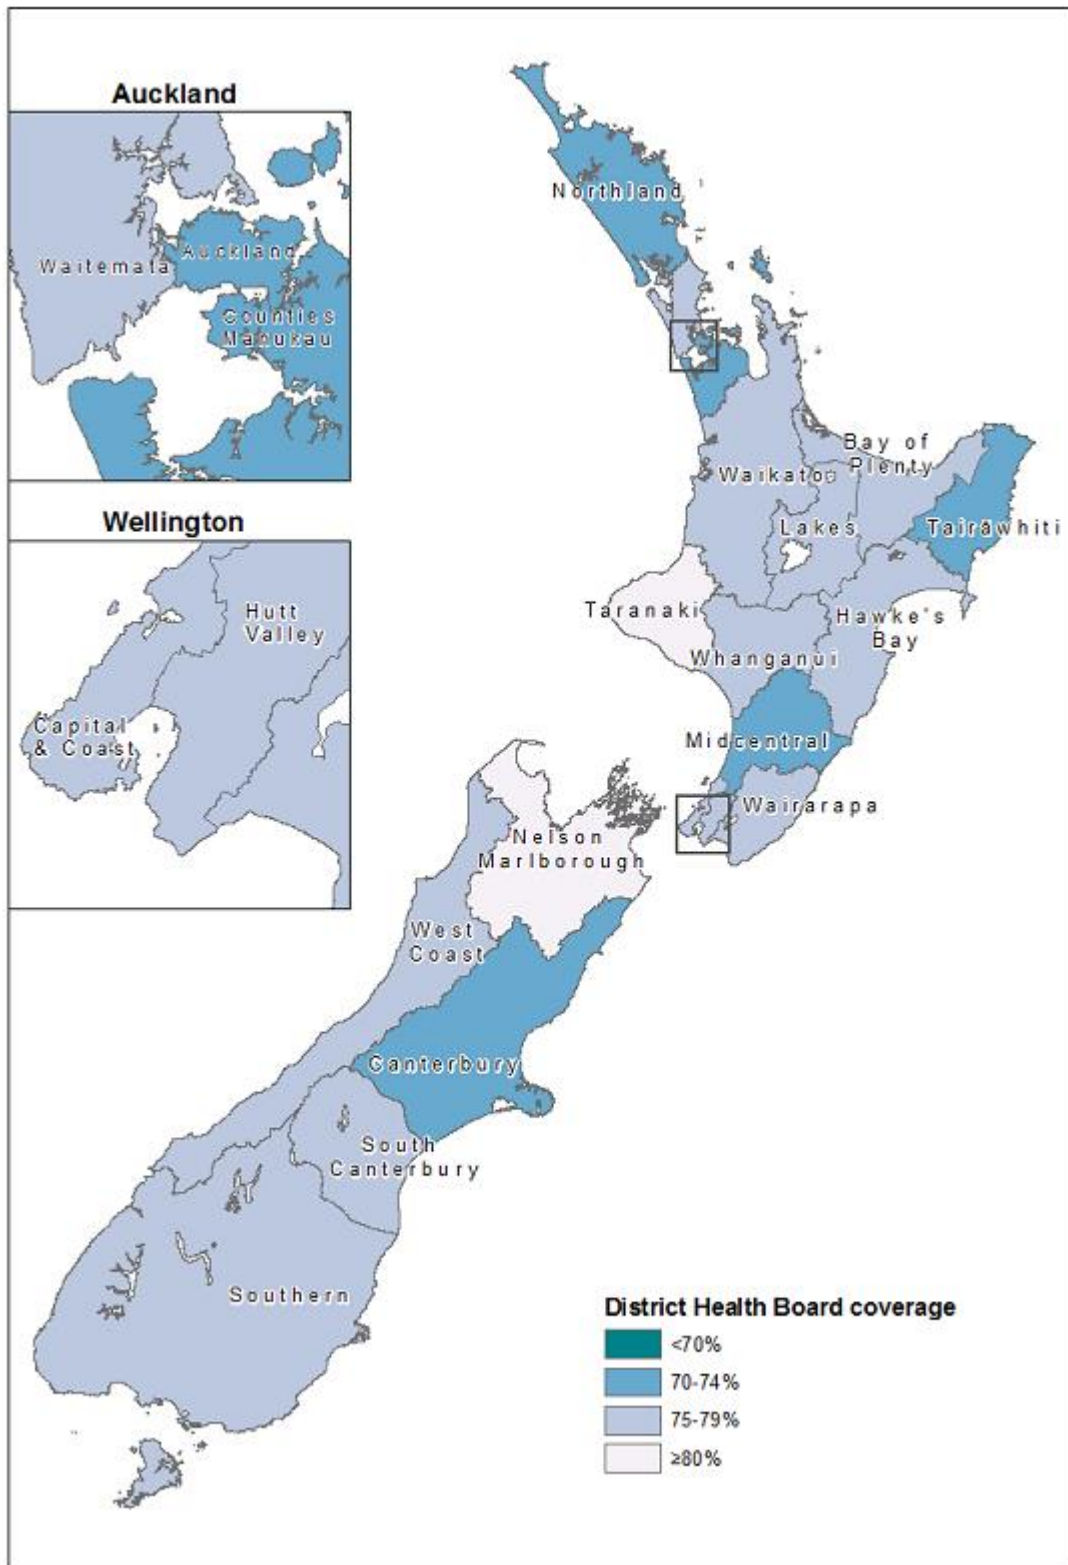 Auckland
Waitemata
Auckland
Counties
Manukau
Wellington
Hutt
Valley
Capital
& Coast
Northland
Bay of
Plenty
Waikato
Lakes
Tairāwhiti
Taranaki
Hawke's
Bay
Whanganui
Midcentral
Wairarapa
Nelson
Marlborough
West
Coast
Canterbury
South
Canterbury
Southern
District Health Board coverage
<70%
70-74%
75-79%
≥80%